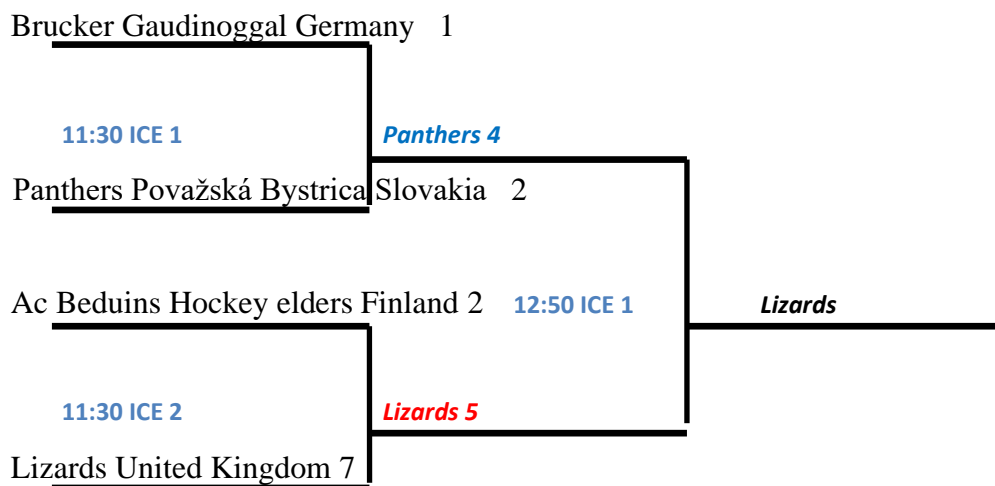 Brucker Gaudinoggal Germany 1
11:30 ICE 1
Panthers 4
Panthers Považská Bystrica Slovakia 2
Ac Beduins Hockey elders Finland 2
12:50 ICE 1
Lizards
11:30 ICE 2
Lizards 5
Lizards United Kingdom 7